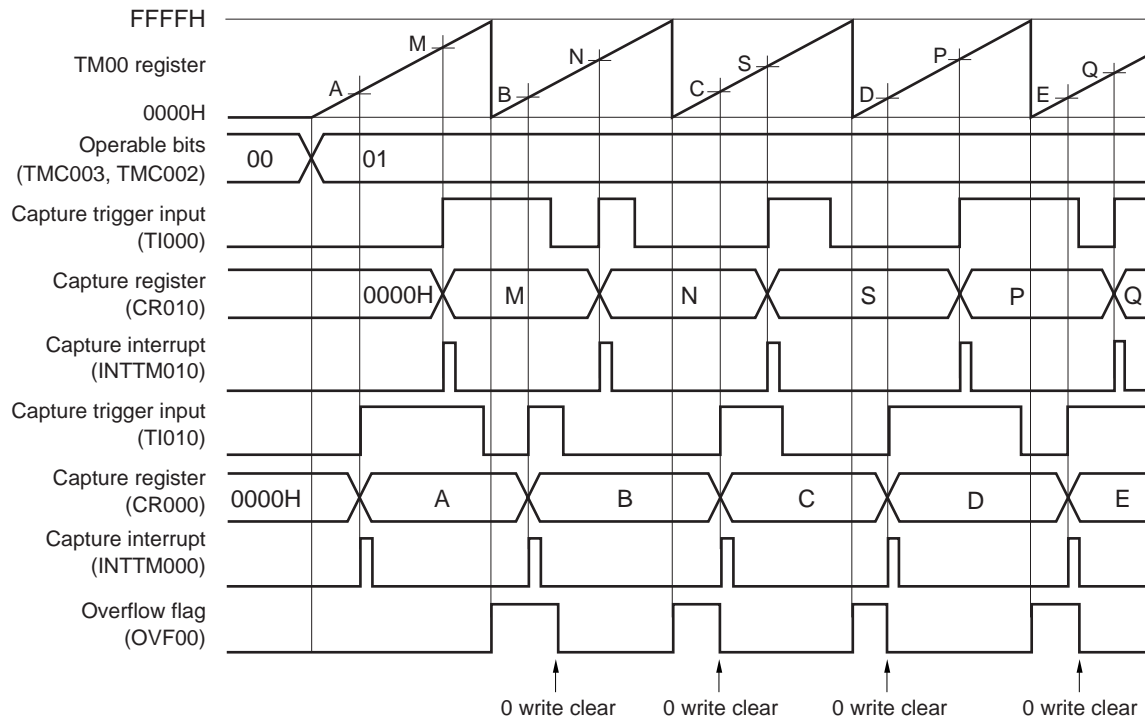 FFFFH
M
N
S
P
Q
TM00 register
A
B
C
D
E
0000H
Operable bits
(TMC003, TMC002)
00
01
Capture trigger input
(TI000)
Capture register
(CR010)
0000H
M
N
S
P
Q
Capture interrupt
(INTTM010)
Capture trigger input
(TI010)
Capture register
(CR000)
0000H
A
B
C
D
E
Capture interrupt
(INTTM000)
Overflow flag
(OVF00)
0 write clear
0 write clear
0 write clear
0 write clear